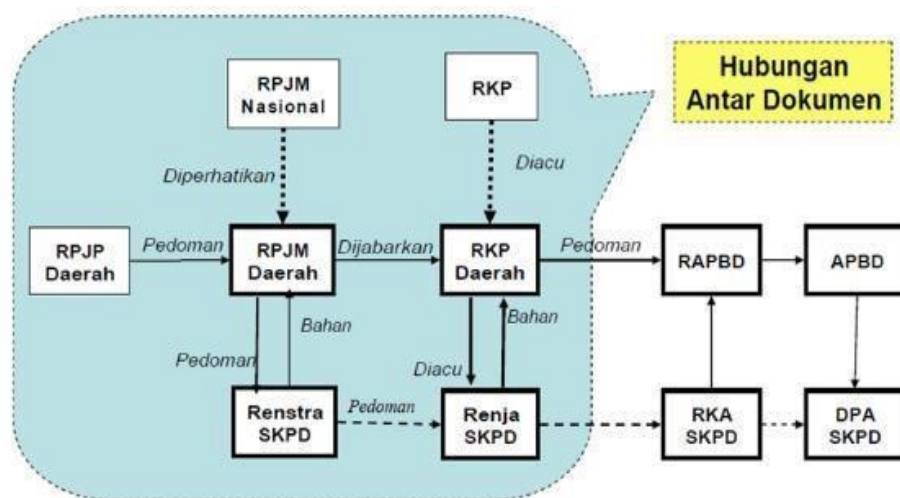 Hubungan
Antar Dokumen
RPJM
Nasional
RKP
Diperhatikan
Diacu
RPJP
Daerah
Pedoman
RPJM
Daerah
Dijabarkan
RKP
Daerah
Pedoman
RAPBD
APBD
Pedoman
Bahan
Diacu
Bahan
Renstra
SKPD
Pedoman
Renja
SKPD
RKA
SKPD
DPA
SKPD